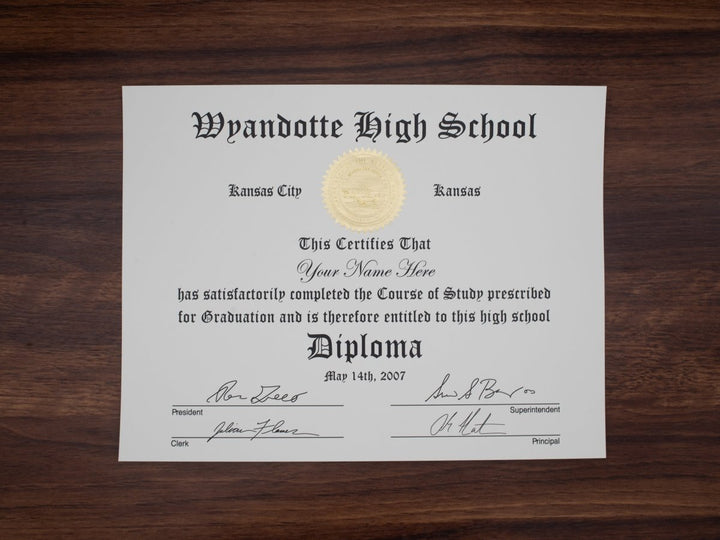 Wyandotte High School
Kansas City Kansas
This Certifies That
Your Name Here
has satisfactorily completed the Course of Study prescribed
for Graduation and is therefore entitled to this high school
Diploma
May 14th, 2007
President Superintendent
Clerk Principal